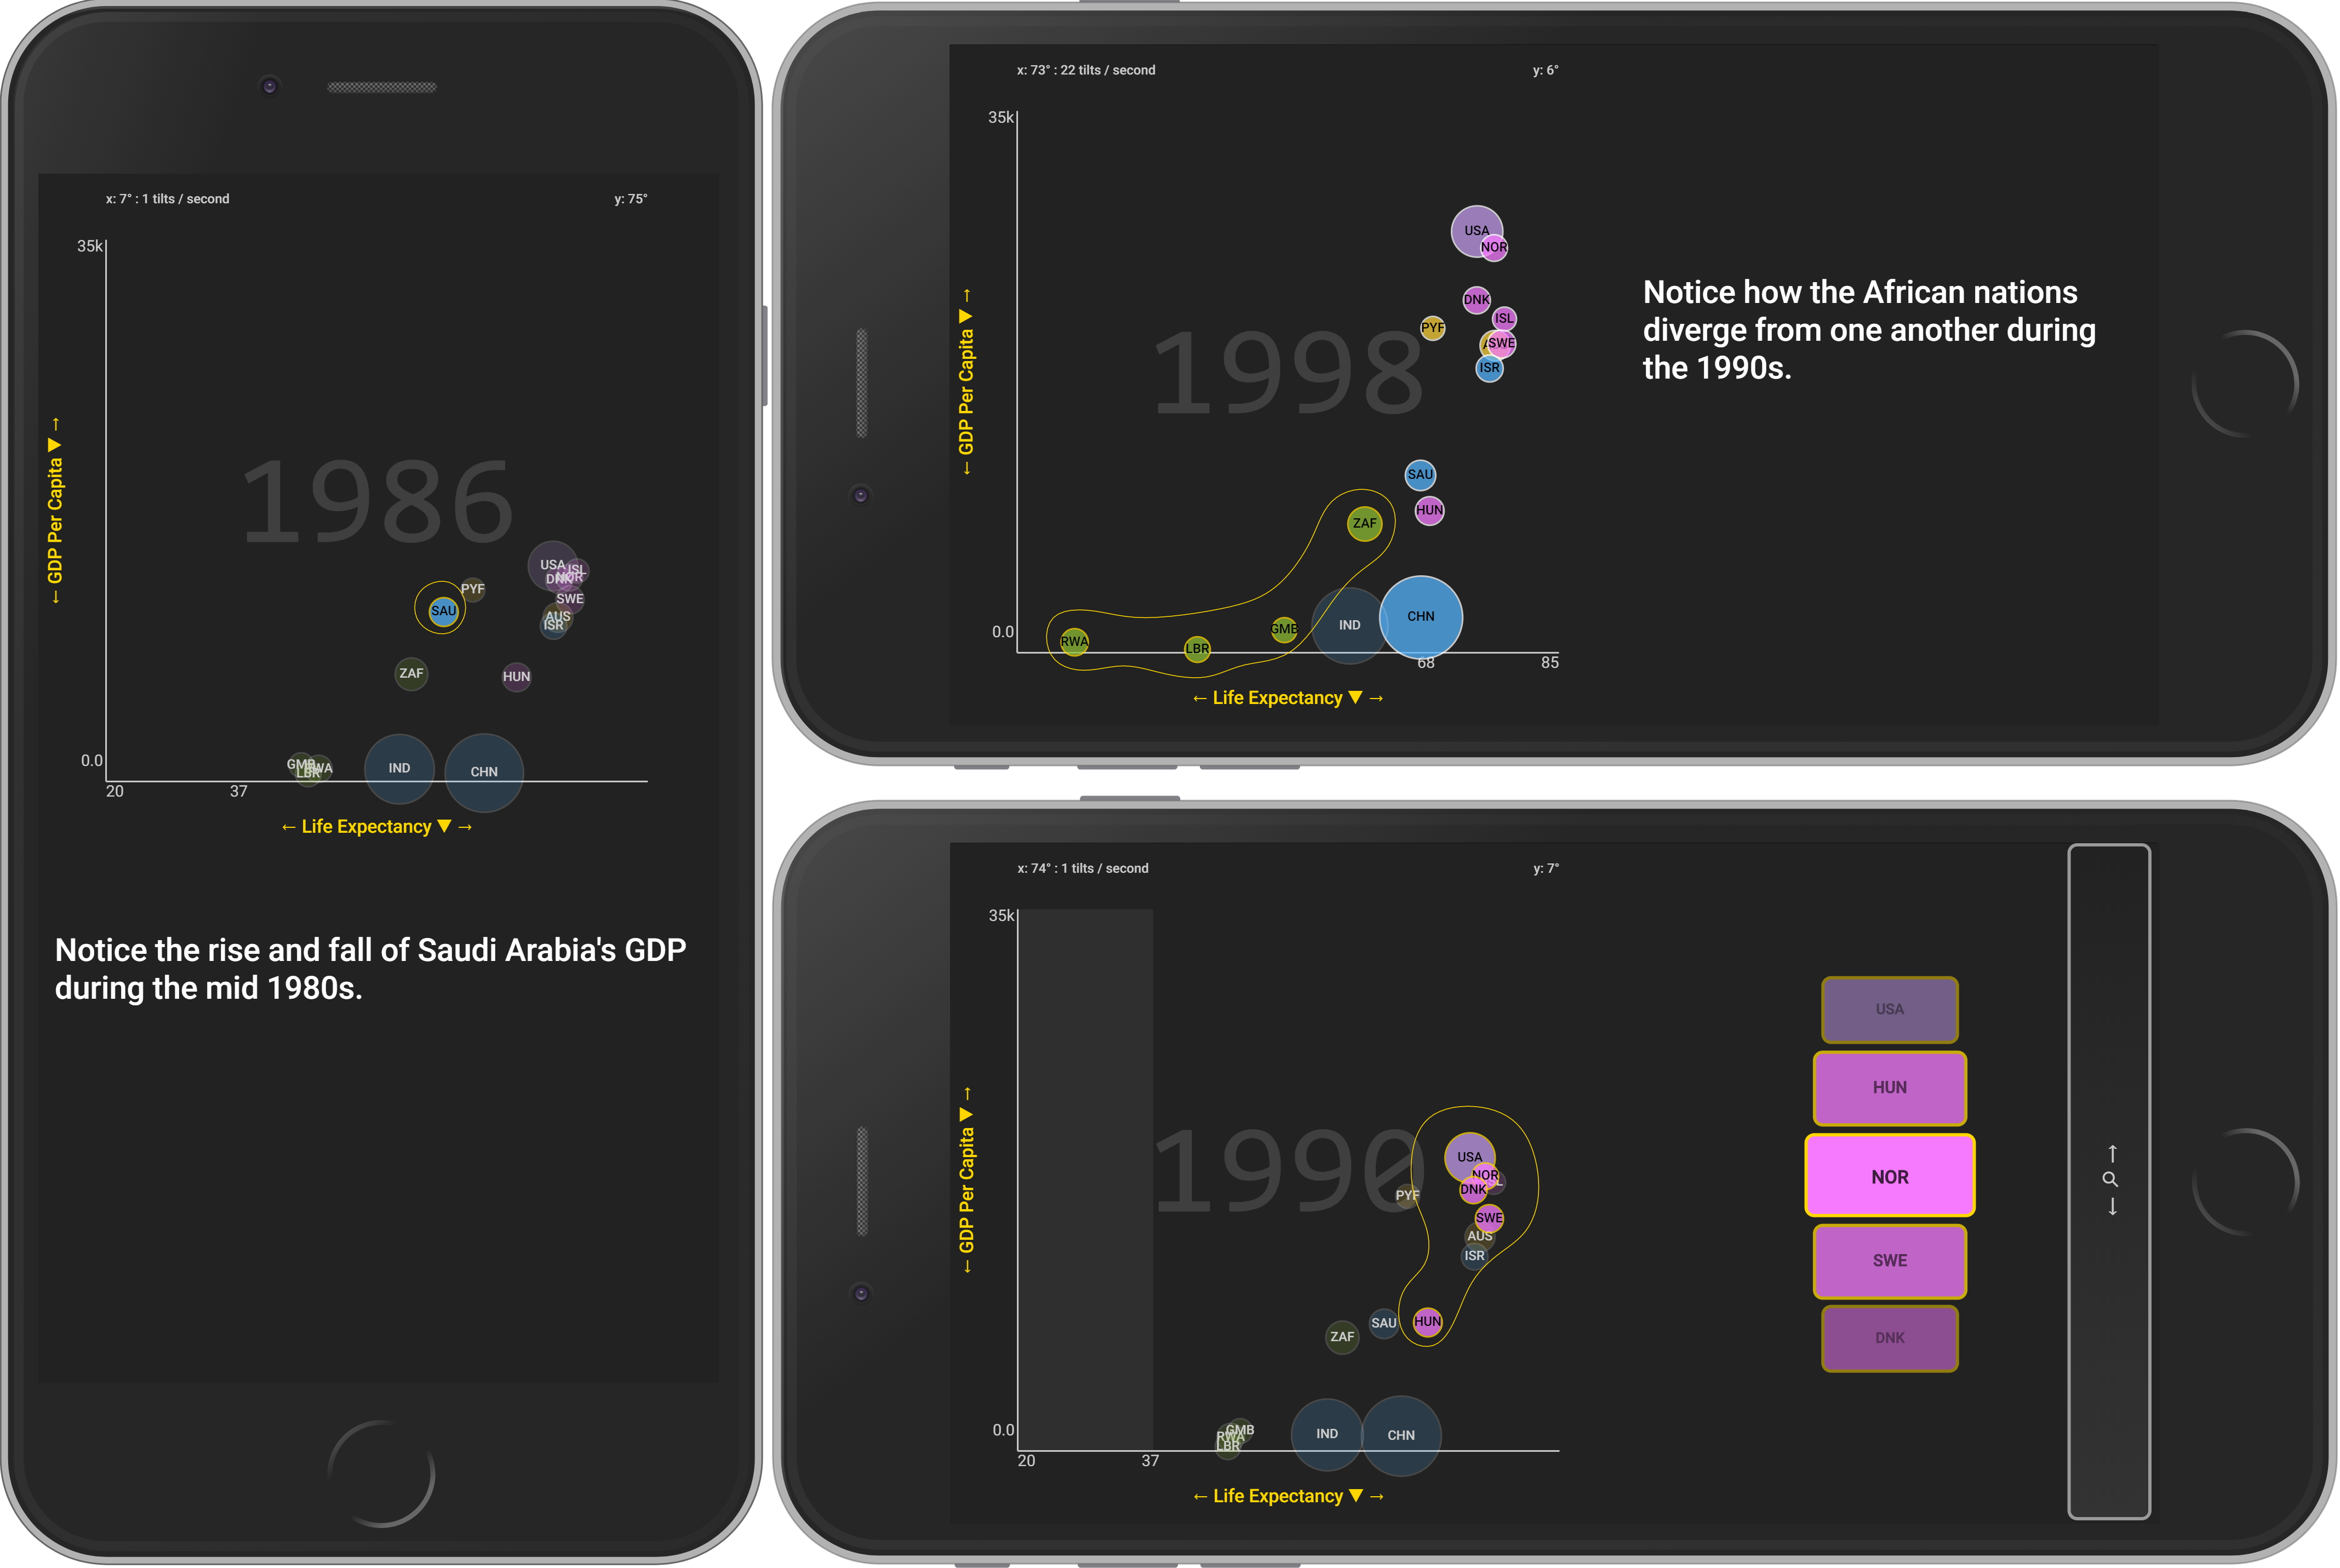 x: 7° : 1 tilts / second
y: 75°
35k
← GDP Per Capita ▼ →
1986
USA
ISL
DNK
NOR
PYF
SWE
SAU
AUS
ISR
ZAF
HUN
0.0
GMB
RWA
LBR
IND
CHN
20
37
← Life Expectancy ▼ →
Notice the rise and fall of Saudi Arabia's GDP
during the mid 1980s.
x: 73° : 22 tilts / second
y: 6°
35k
← GDP Per Capita ▼ →
1998
USA
NOR
DNK
ISL
PYF
SWE
ISR
SAU
HUN
ZAF
0.0
RWA
LBR
GMB
IND
CHN
68
85
← Life Expectancy ▼ →
Notice how the African nations
diverge from one another during
the 1990s.
x: 74° : 1 tilts / second
y: 7°
35k
← GDP Per Capita ▼ →
1990
USA
NOR
DNK
PYF
SWE
AUS
ISR
SAU
HUN
ZAF
0.0
GMB
RWA
LBR
IND
CHN
20
37
← Life Expectancy ▼ →
USA
HUN
NOR
SWE
DNK